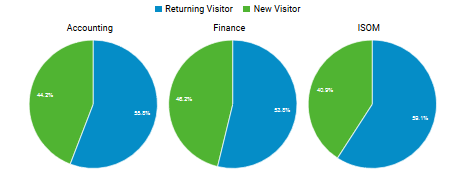 Returning Visitor New Visitor
Accounting Finance ISOM
44.2% 55.8% 46.2% 53.8% 40.9% 59.1%